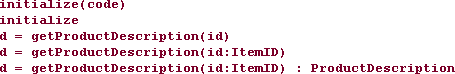 initialize(code)
initialize
d = getProductDescription(id)
d = getProductDescription(id:ItemID)
d = getProductDescription(id:ItemID) : ProductDescription